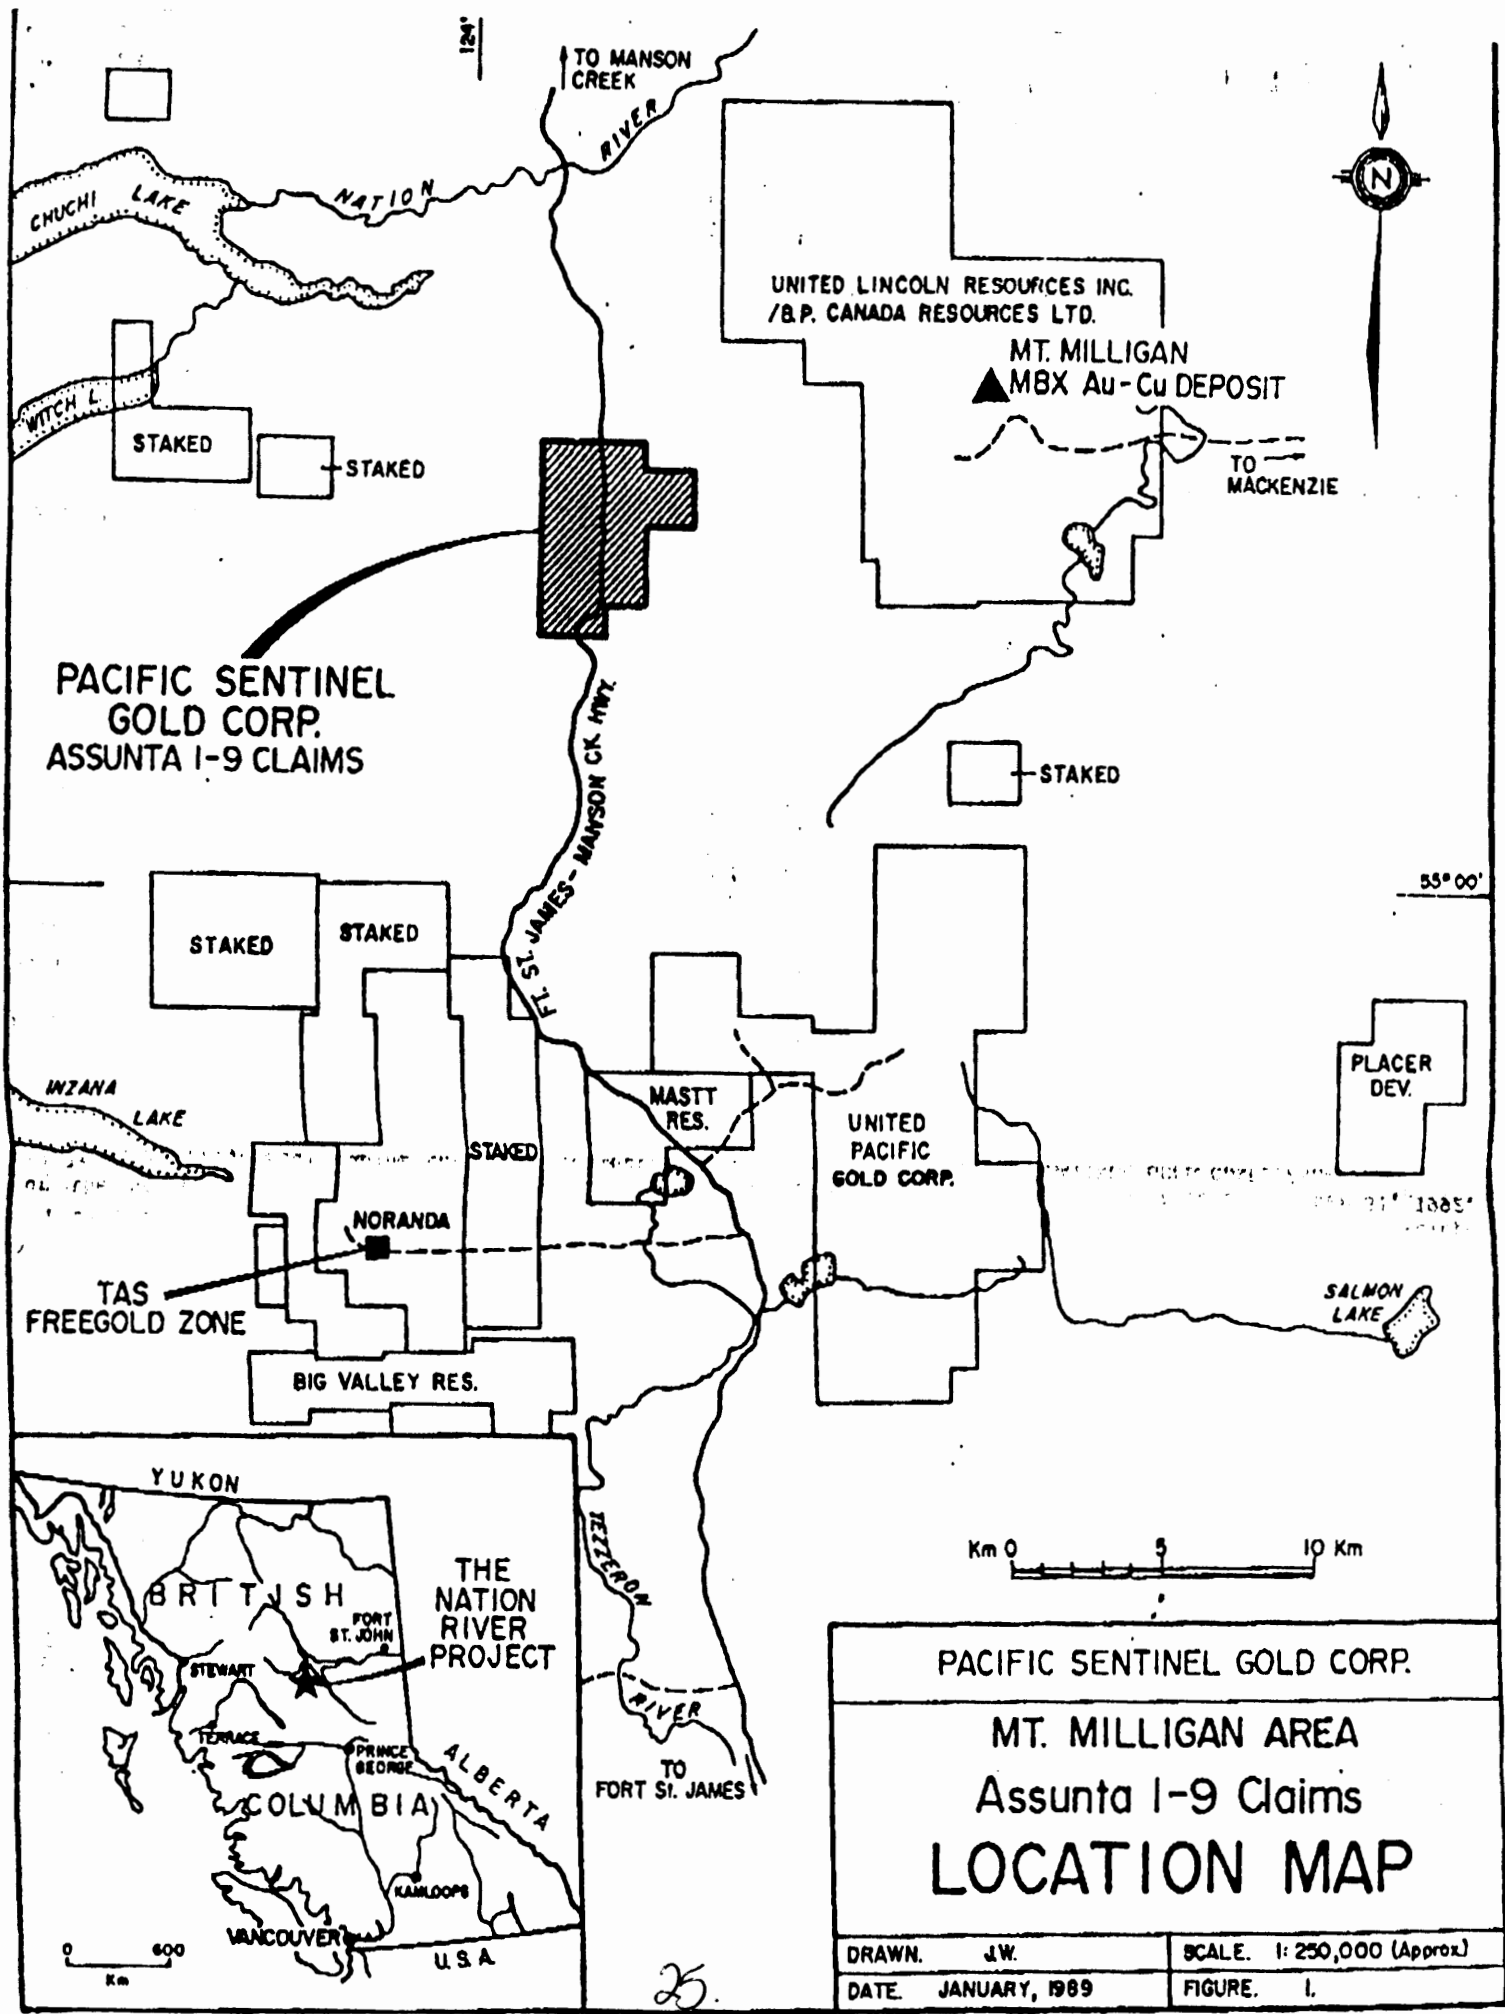 124°
TO MANSON
CREEK
NATION
RIVER
CHUCHI LAKE
UNITED LINCOLN RESOURCES INC.
/B.P. CANADA RESOURCES LTD.
MT. MILLIGAN
MBX Au-Cu DEPOSIT
N
TO
MACKENZIE
WITCH L.
STAKED
STAKED
PACIFIC SENTINEL
GOLD CORP.
ASSUNTA 1-9 CLAIMS
FT. ST. JAMES - MANSON CK. HWY.
STAKED
55°00'
STAKED
STAKED
INZANA
LAKE
STAKED
MASTT
RES.
UNITED
PACIFIC
GOLD CORP.
PLACER
DEV.
NORANDA
TAS
FREEGOLD ZONE
SALMON
LAKE
BIG VALLEY RES.
YUKON
BRITISH
FORT
ST. JOHN
THE
NATION
RIVER
PROJECT
STEWART
TERRACE
PRINCE
GEORGE
ALBERTA
COLUMBIA
KAMLOOPS
VANCOUVER
U.S.A.
0 600
Km
TEZZERON
RIVER
TO
FORT ST. JAMES
Km 0 5 10 Km
PACIFIC SENTINEL GOLD CORP.
MT. MILLIGAN AREA
Assunta 1-9 Claims
LOCATION MAP
DRAWN. J.W. SCALE. 1:250,000 (Approx)
DATE. JANUARY, 1989 FIGURE. 1.
25.